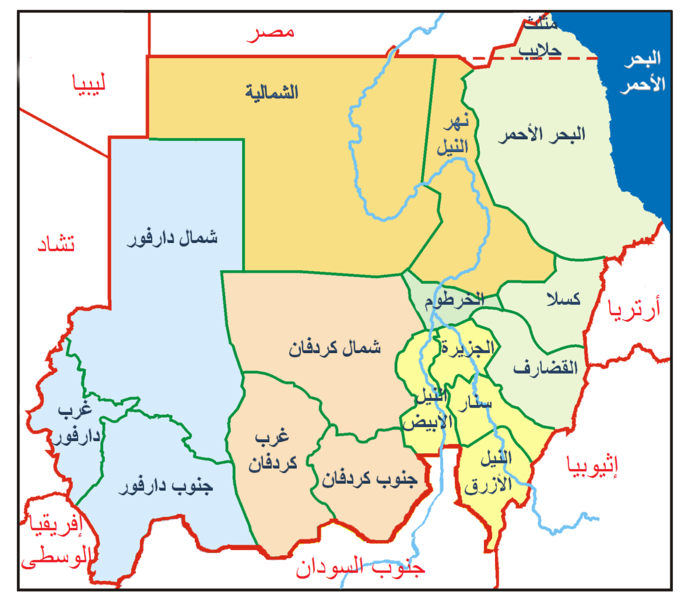 مصر
مثلث
حلايب
البحر
الأحمر
ليبيا
الشمالية
نهر
النيل
البحر الأحمر
شمال دارفور
تشاد
كسلا
الخرطوم
أرتريا
شمال كردفان
الجزيرة
القضارف
غرب
دارفور
النيل
الابيض
سنار
غرب
كردفان
جنوب دارفور
جنوب كردفان
النيل
الأزرق
إثيوبيا
إفريقيا
الوسطى
جنوب السودان